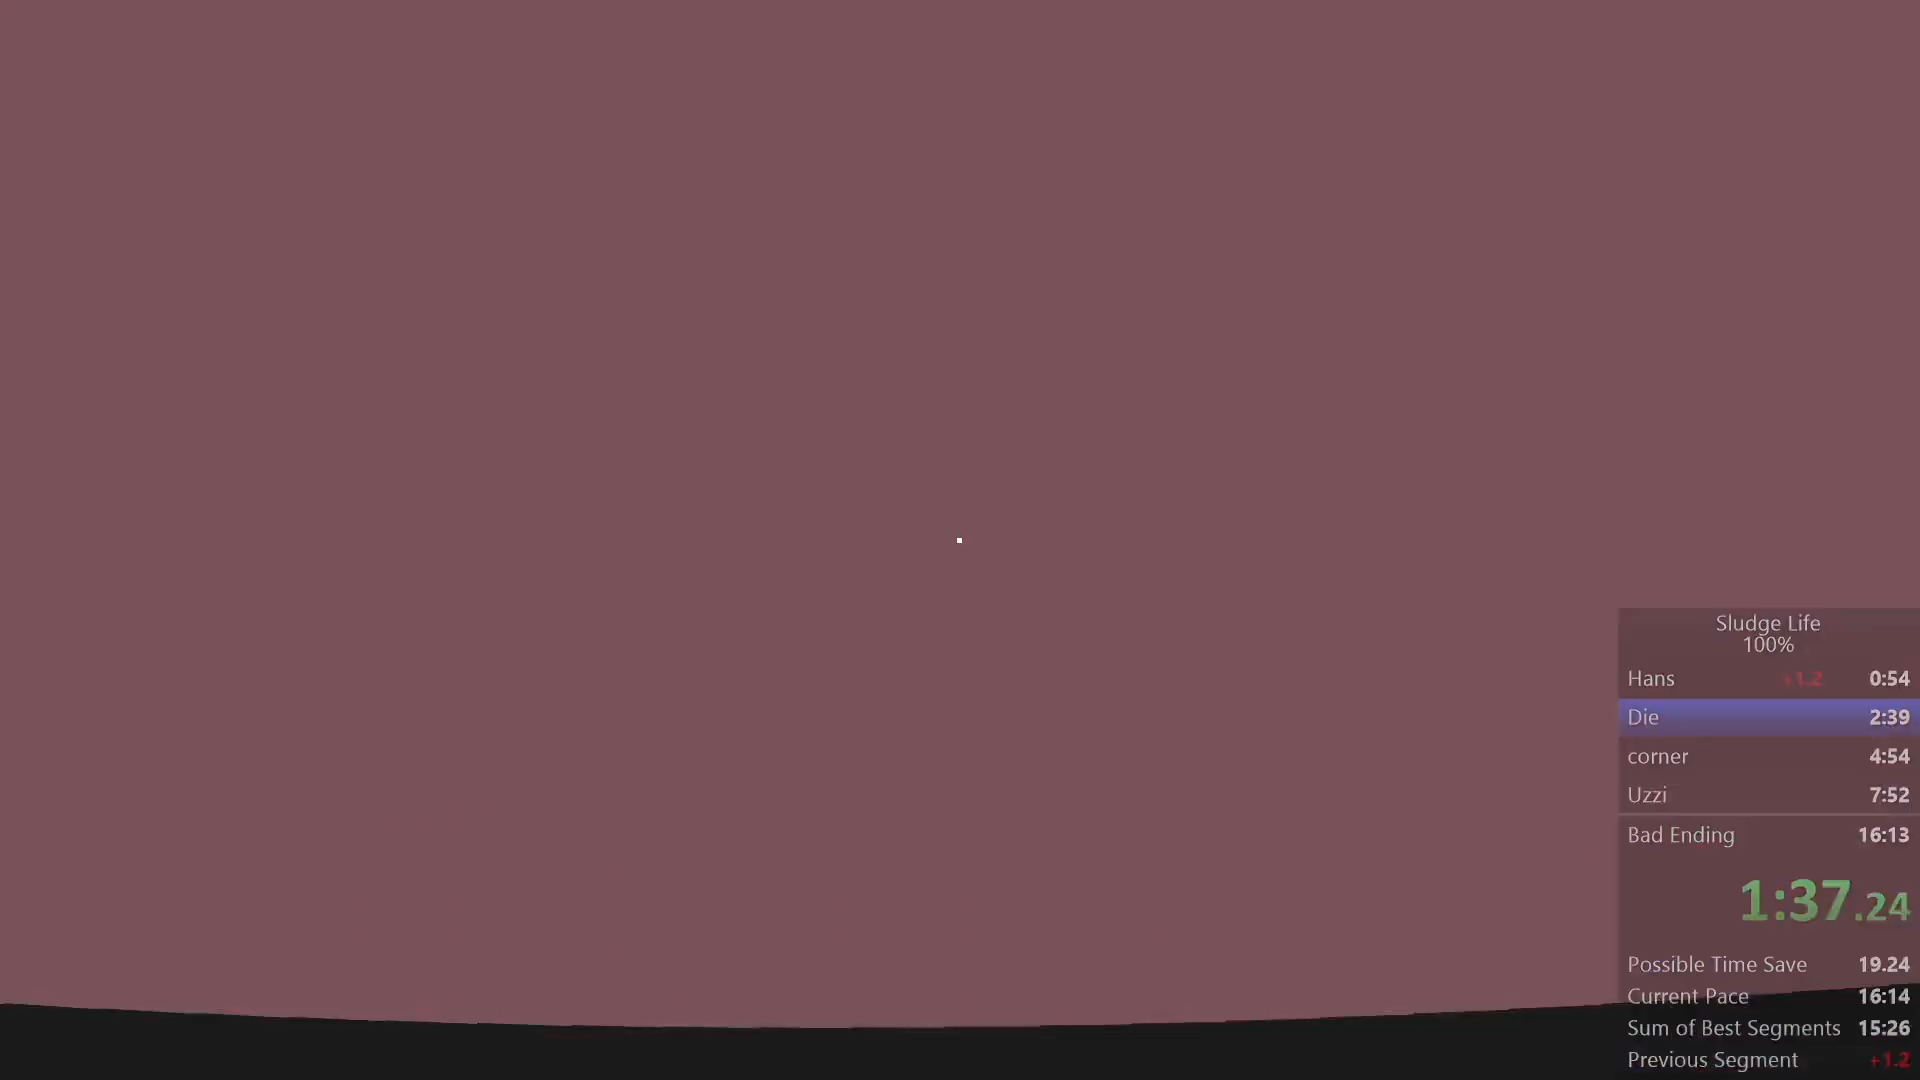 Sludge Life
100%
Hans +1.2 0:54
Die 2:39
corner 4:54
Uzzi 7:52
Bad Ending 16:13
1:37.24
Possible Time Save 19.24
Current Pace 16:14
Sum of Best Segments 15:26
Previous Segment +1.2